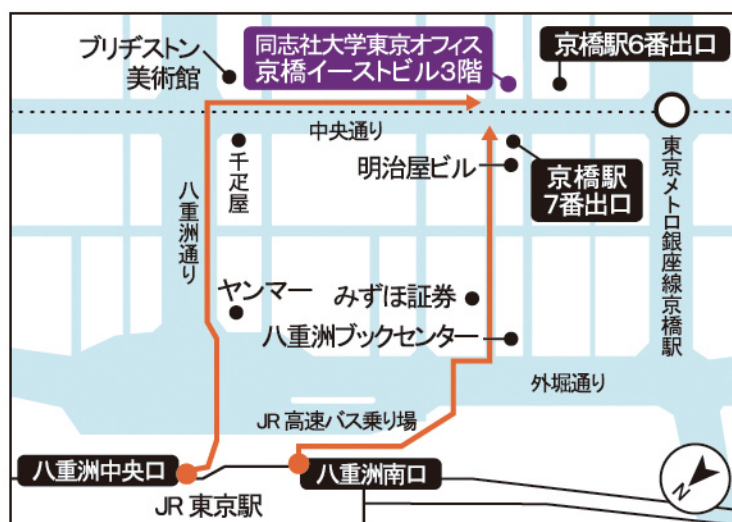 ブリヂストン
美術館
同志社大学東京オフィス
京橋イーストビル3階
京橋駅6番出口
中央通り
千疋屋
明治屋ビル
京橋駅
7番出口
東京メトロ銀座線京橋駅
八重洲通り
ヤンマー
みずほ証券
八重洲ブックセンター
外堀通り
JR高速バス乗り場
八重洲中央口
八重洲南口
JR 東京駅
N